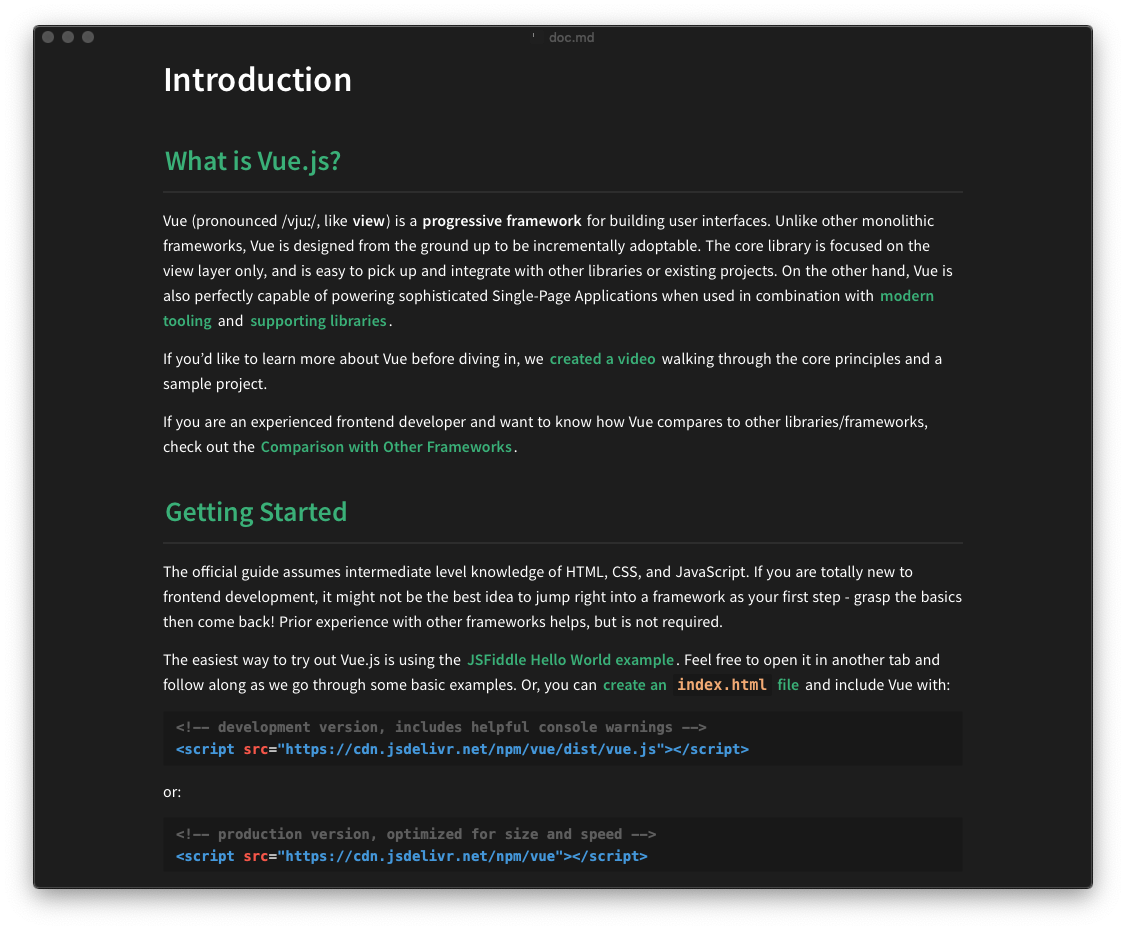 doc.md
Introduction
What is Vue.js?
Vue (pronounced /vjuː/, like view) is a progressive framework for building user interfaces. Unlike other monolithic
frameworks, Vue is designed from the ground up to be incrementally adoptable. The core library is focused on the
view layer only, and is easy to pick up and integrate with other libraries or existing projects. On the other hand, Vue is
also perfectly capable of powering sophisticated Single-Page Applications when used in combination with modern
tooling and supporting libraries.
If you’d like to learn more about Vue before diving in, we created a video walking through the core principles and a
sample project.
If you are an experienced frontend developer and want to know how Vue compares to other libraries/frameworks,
check out the Comparison with Other Frameworks.
Getting Started
The official guide assumes intermediate level knowledge of HTML, CSS, and JavaScript. If you are totally new to
frontend development, it might not be the best idea to jump right into a framework as your first step - grasp the basics
then come back! Prior experience with other frameworks helps, but is not required.
The easiest way to try out Vue.js is using the JSFiddle Hello World example. Feel free to open it in another tab and
follow along as we go through some basic examples. Or, you can create an index.html file and include Vue with:
<!-- development version, includes helpful console warnings -->
<script src="https://cdn.jsdelivr.net/npm/vue/dist/vue.js"></script>
or:
<!-- production version, optimized for size and speed -->
<script src="https://cdn.jsdelivr.net/npm/vue"></script>